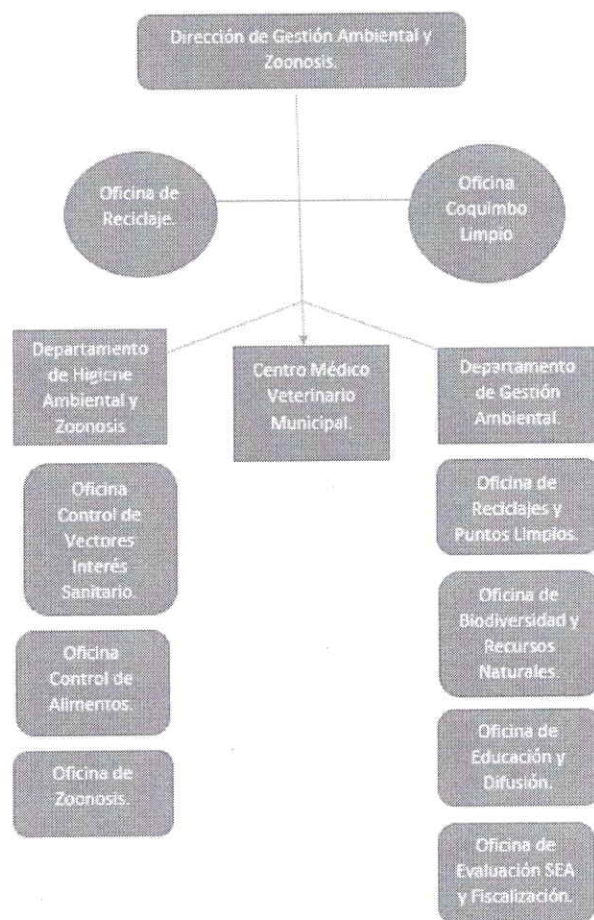 Dirección de Gestión Ambiental y
Zoonosis.
Oficina de
Reciclaje.
Oficina
Coquimbo
Limpio
Departamento
de Higiene
Ambiental y
Zoonosis
Centro Médico
Veterinario
Municipal.
Departamento
de Gestión
Ambiental.
Oficina
Control de
Vectores
Interés
Sanitario.
Oficina
Control de
Alimentos.
Oficina de
Zoonosis.
Oficina de
Reciclajes y
Puntos Limpios.
Oficina de
Biodiversidad y
Recursos
Naturales.
Oficina de
Educación y
Difusión.
Oficina de
Evaluación SEA
y Fiscalización.